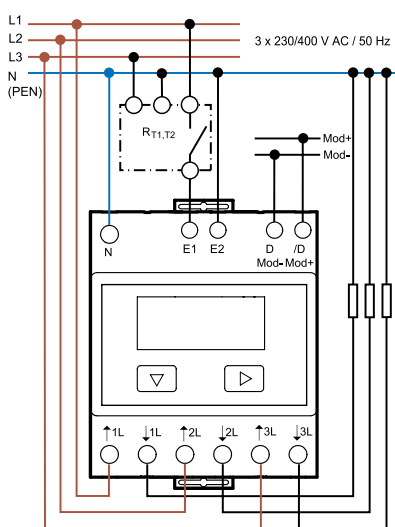 L1
L2
L3
N
(PEN)
3 x 230/400 V AC / 50 Hz
RT1,T2
Mod+
Mod-
N
E1
E2
D
/D
Mod-
Mod+
↑1L
↓1L
↑2L
↓2L
↑3L
↓3L